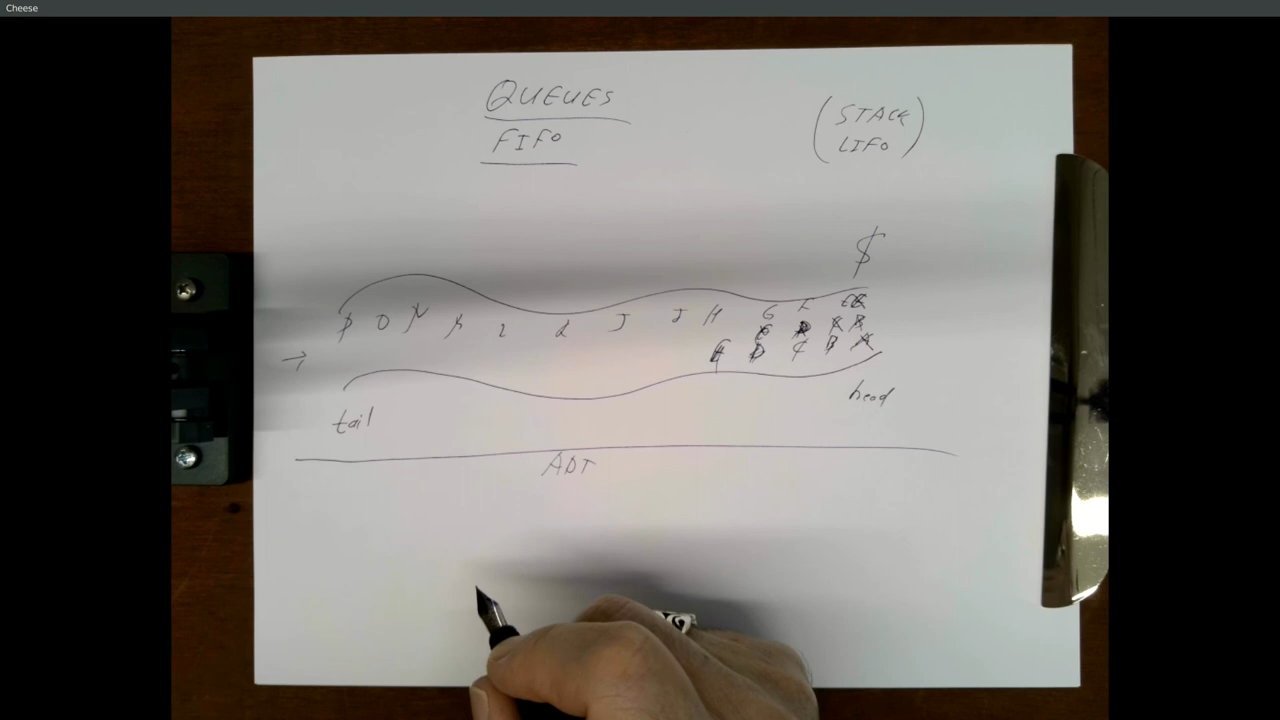 Cheese
QUEUES
FIFO
(STACK
LIFO)
$
P O N K L J J H G F
C B A
tail
head
ADT